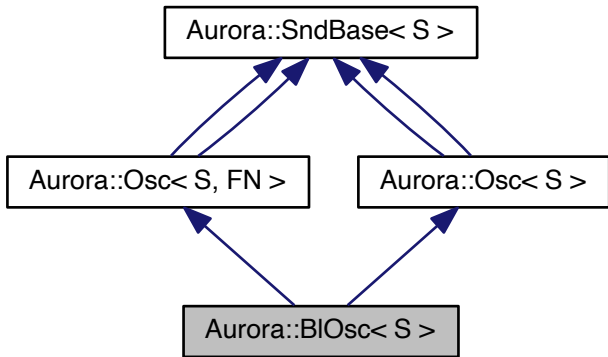 Aurora::SndBase< S >
Aurora::Osc< S, FN >
Aurora::Osc< S >
Aurora::BlOsc< S >